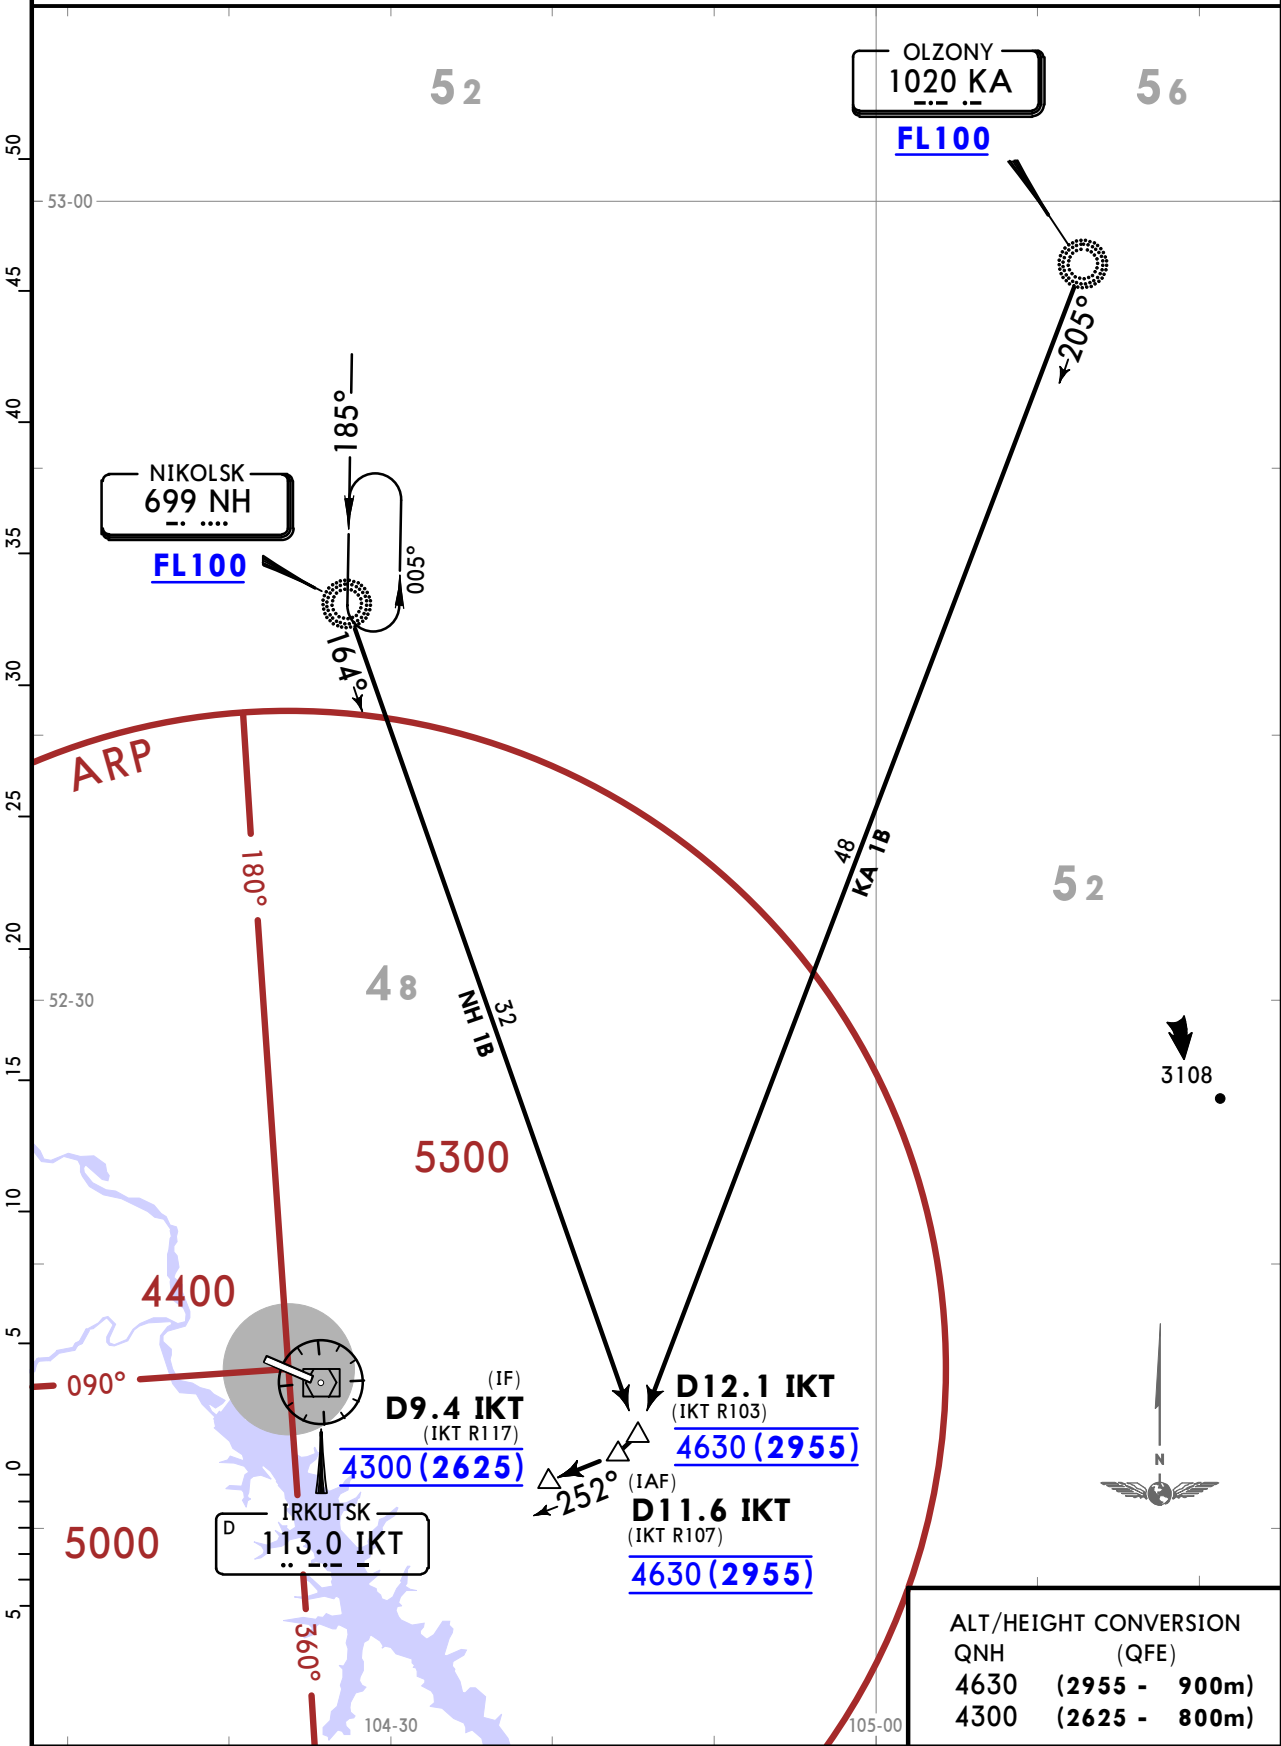 OLZONY
1020 KA
FL100
52
56
50
53-00
45
205°
40
185°
NIKOLSK
699 NH
FL100
35
005°
30
164°
ARP
25
180°
48
KA 1B
52
20
48
52-30
32
NH 1B
3108
15
5300
10
4400
5
090°
(IF)
D9.4 IKT
(IKT R117)
4300 (2625)
D12.1 IKT
(IKT R103)
4630 (2955)
0
252°
(IAF)
D11.6 IKT
(IKT R107)
4630 (2955)
N
IRKUTSK
D
113.0 IKT
5000
5
360°
104-30
105-00
ALT/HEIGHT CONVERSION
QNH (QFE)
4630 (2955 - 900m)
4300 (2625 - 800m)